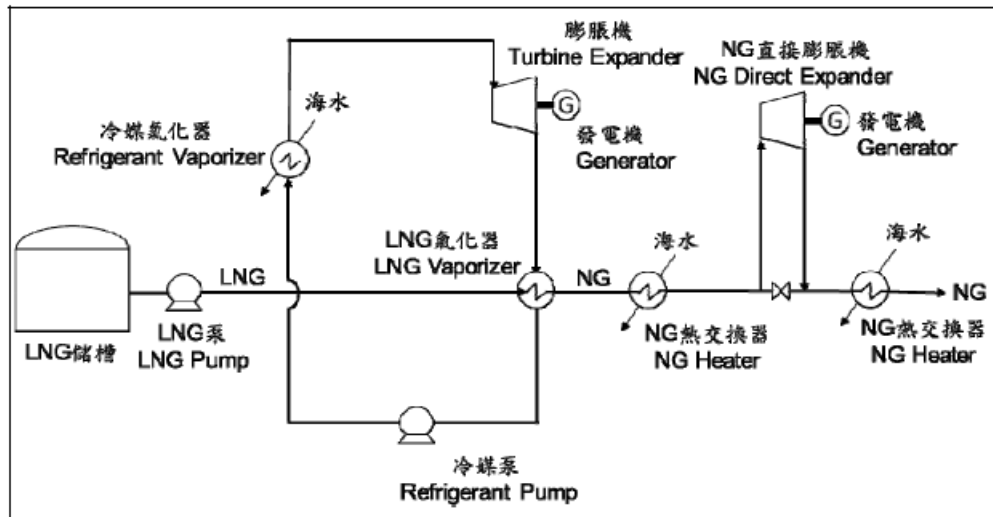 膨脹機
Turbine Expander
NG直接膨脹機
NG Direct Expander
海水
冷媒氣化器
Refrigerant Vaporizer
G
發電機
Generator
G
發電機
Generator
LNG氣化器
LNG Vaporizer
海水
海水
LNG
NG
NG
LNG儲槽
LNG泵
LNG Pump
NG熱交換器
NG Heater
NG熱交換器
NG Heater
冷媒泵
Refrigerant Pump